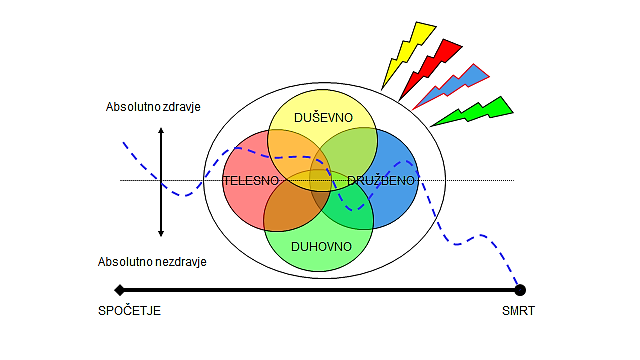 Absolutno zdravje
DUŠEVNO
TELESNO
DRUŽBENO
DUHOVNO
Absolutno nezdravje
SPOČETJE
SMRT